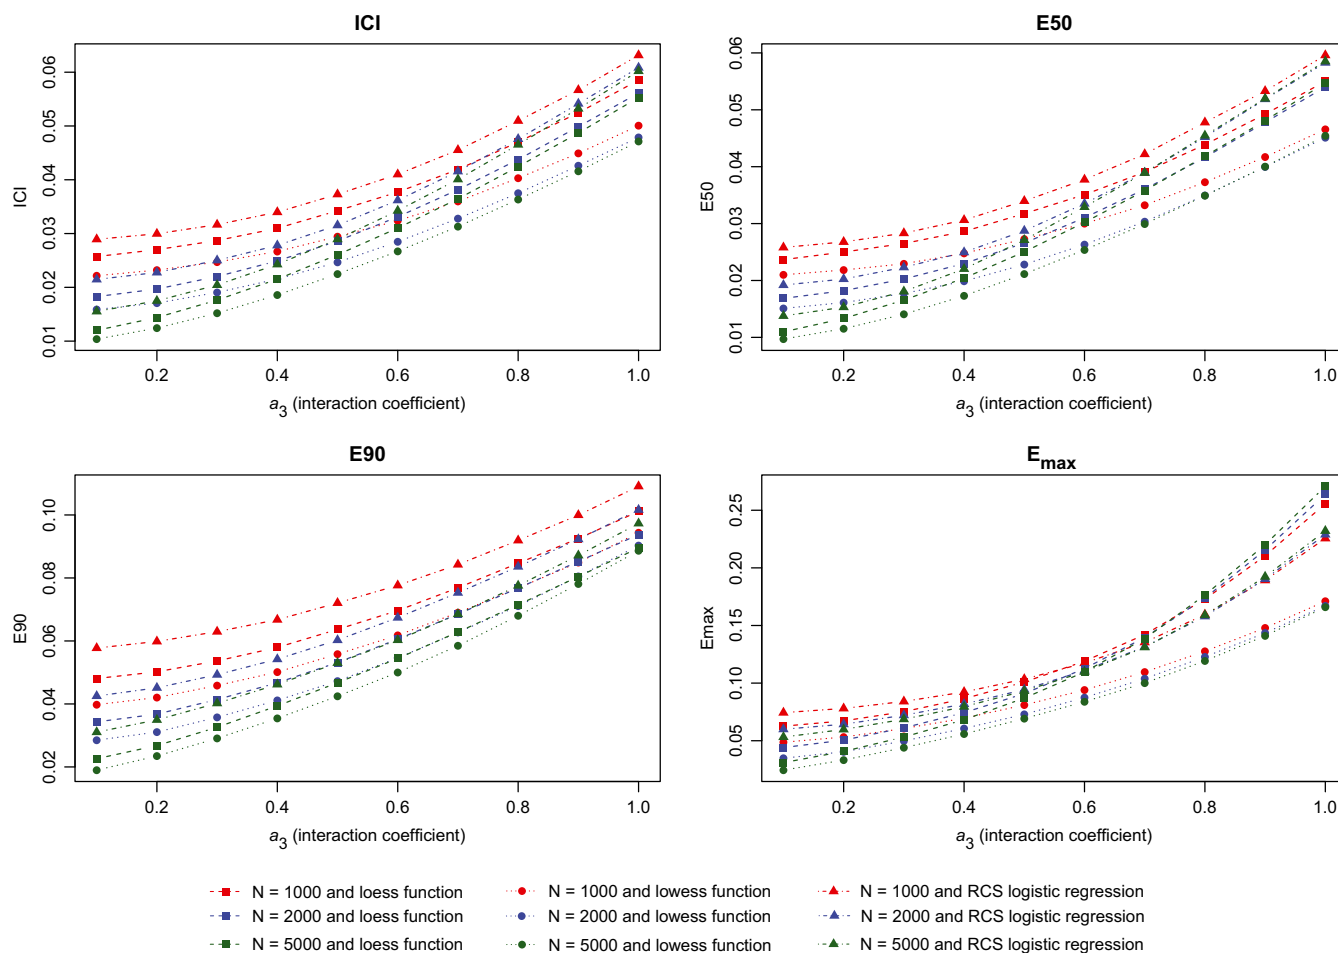 ICI
E50
ICI
0.01 0.02 0.03 0.04 0.05 0.06
0.2 0.4 0.6 0.8 1.0
a3 (interaction coefficient)
E50
0.01 0.02 0.03 0.04 0.05 0.06
0.2 0.4 0.6 0.8 1.0
a3 (interaction coefficient)
E90
Emax
E90
0.02 0.04 0.06 0.08 0.10
0.2 0.4 0.6 0.8 1.0
a3 (interaction coefficient)
Emax
0.05 0.10 0.15 0.20 0.25
0.2 0.4 0.6 0.8 1.0
a3 (interaction coefficient)
N = 1000 and loess function
N = 2000 and loess function
N = 5000 and loess function
N = 1000 and lowess function
N = 2000 and lowess function
N = 5000 and lowess function
N = 1000 and RCS logistic regression
N = 2000 and RCS logistic regression
N = 5000 and RCS logistic regression